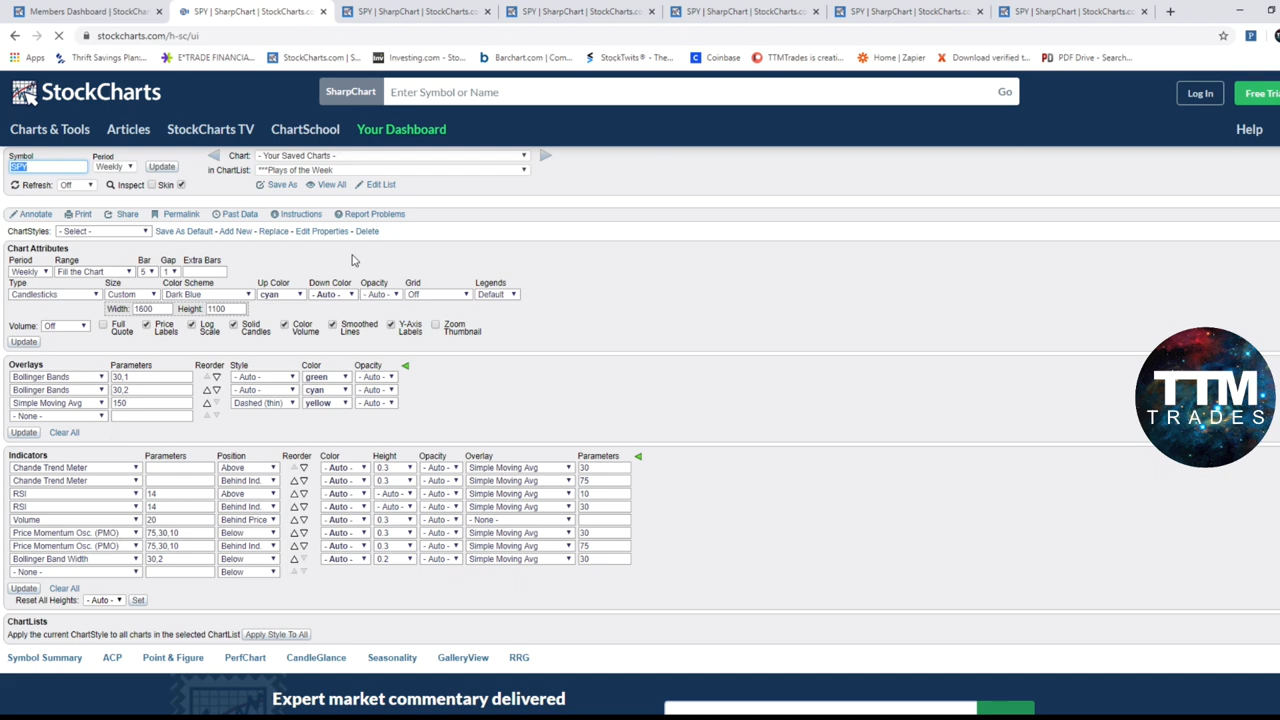 Members Dashboard | StockCharts SPY | SharpChart | StockCharts.co SPY | SharpChart | StockCharts.co SPY | SharpChart | StockCharts.co SPY | SharpChart | StockCharts.co SPY | SharpChart | StockCharts.co SPY | SharpChart | StockCharts.co
stockcharts.com/h-sc/ui
Apps Thrift Savings Plan:... E*TRADE FINANCIA... StockCharts.com | S... Investing.com - Sto... Barchart.com | Com... StockTwits® - The... Coinbase TTMTrades is creati... Home | Zapier Download verified t... PDF Drive - Search...
StockCharts SharpChart Enter Symbol or Name Go Log In Free Tri
Charts & Tools Articles StockCharts TV ChartSchool Your Dashboard Help
Symbol Period Chart: - Your Saved Charts -
SPY Weekly Update in ChartList: ***Plays of the Week
Refresh: Off Inspect Skin Save As View All Edit List
Annotate Print Share Permalink Past Data Instructions Report Problems
ChartStyles: - Select - Save As Default - Add New - Replace - Edit Properties - Delete
Chart Attributes
Period Range Bar Gap Extra Bars
Weekly Fill the Chart 5 1
Type Size Color Scheme Up Color Down Color Opacity Grid Legends
Candlesticks Custom Dark Blue cyan - Auto - - Auto - Off Default
Width: 1600 Height: 1100
Volume: Off Full Quote Price Labels Log Scale Solid Candles Color Volume Smoothed Lines Y-Axis Labels Zoom Thumbnail
Update
Overlays Parameters Reorder Style Color Opacity
Bollinger Bands 30,1 - Auto - green - Auto -
Bollinger Bands 30,2 - Auto - cyan - Auto -
Simple Moving Avg 150 Dashed (thin) yellow - Auto -
- None -
Update Clear All
TTM
TRADES
Indicators Parameters Position Reorder Color Height Opacity Overlay Parameters
Chande Trend Meter Above - Auto - 0.3 - Auto - Simple Moving Avg 30
Chande Trend Meter Behind Ind. - Auto - 0.3 - Auto - Simple Moving Avg 75
RSI 14 Above - Auto - - Auto - - Auto - Simple Moving Avg 10
RSI 14 Behind Ind. - Auto - - Auto - - Auto - Simple Moving Avg 30
Volume 20 Behind Price - Auto - 0.3 - Auto - - None -
Price Momentum Osc. (PMO) 75,30,10 Below - Auto - 0.3 - Auto - Simple Moving Avg 30
Price Momentum Osc. (PMO) 75,30,10 Behind Ind. - Auto - 0.3 - Auto - Simple Moving Avg 75
Bollinger Band Width 30,2 Below - Auto - 0.2 - Auto - Simple Moving Avg 30
- None - Below
Update Clear All
Reset All Heights: - Auto - Set
ChartLists
Apply the current ChartStyle to all charts in the selected ChartList Apply Style To All
Symbol Summary ACP Point & Figure PerfChart CandleGlance Seasonality GalleryView RRG
Expert market commentary delivered